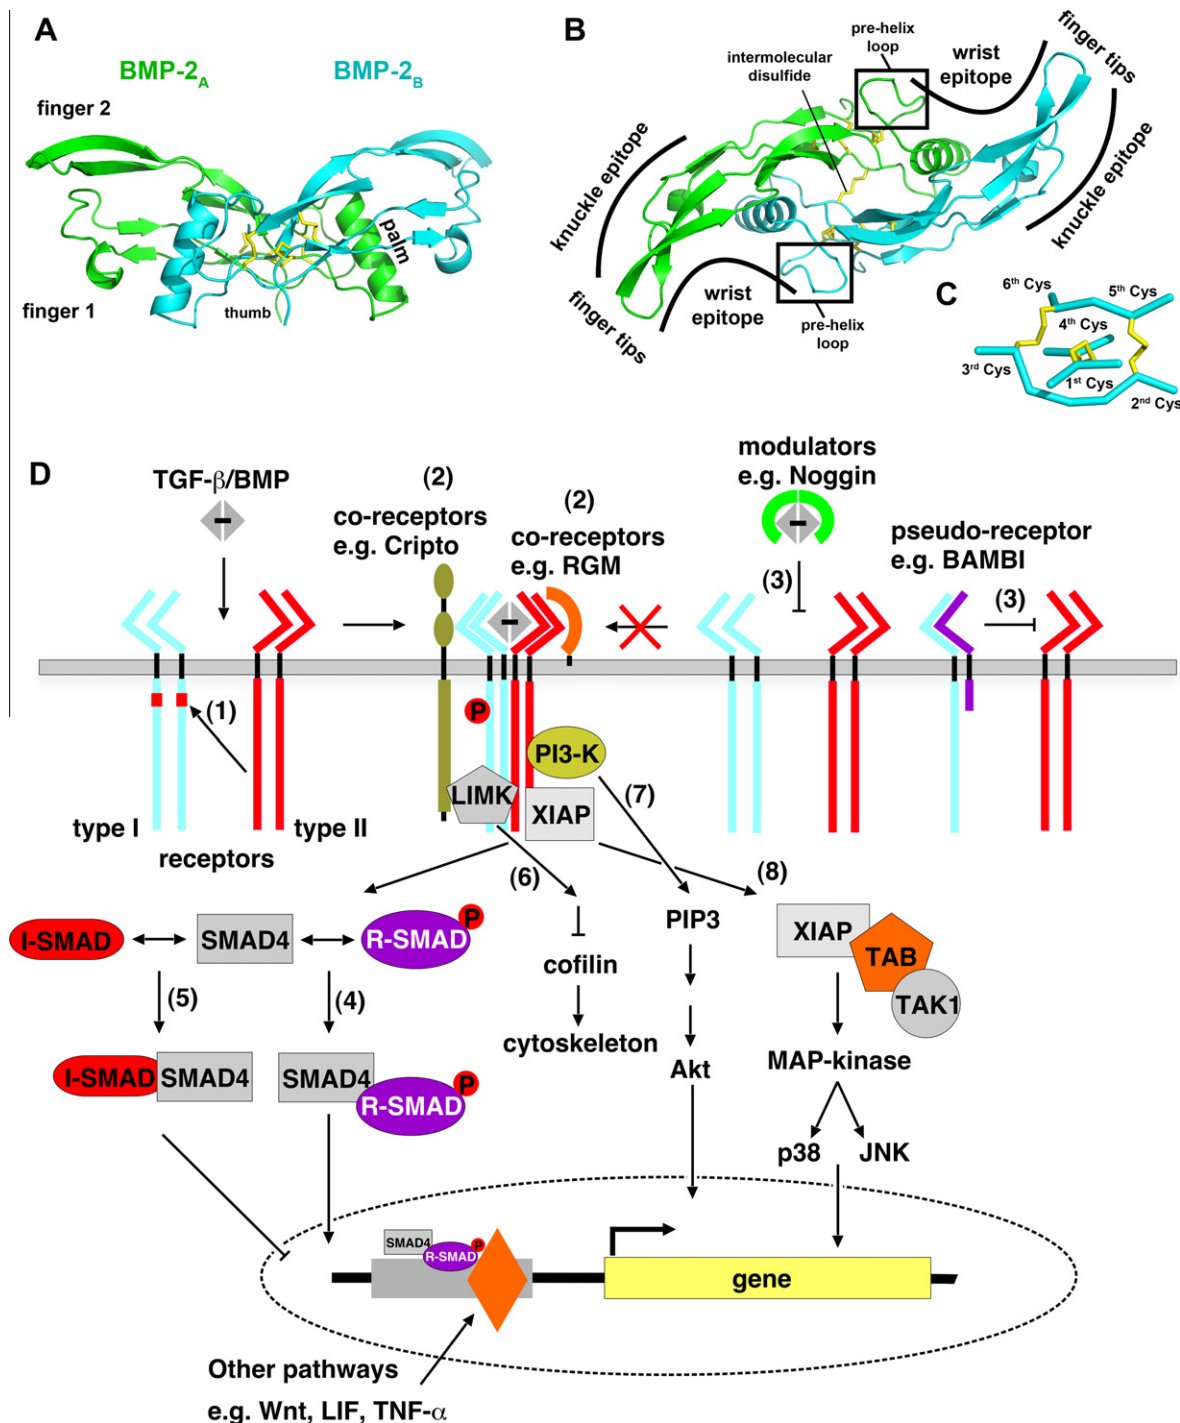 A
BMP-2A
BMP-2B
finger 2
finger 1
palm
thumb
B
pre-helix
loop
wrist
epitope
finger tips
intermolecular
disulfide
knuckle epitope
knuckle epitope
finger tips
wrist
epitope
pre-helix
loop
C
6th Cys
5th Cys
4th Cys
3rd Cys
1st Cys
2nd Cys
D
TGF-β/BMP
(2)
co-receptors
e.g. Cripto
(2)
co-receptors
e.g. RGM
modulators
e.g. Noggin
(3)
pseudo-receptor
e.g. BAMBI
(3)
(1)
P
PI3-K
LIMK
XIAP
(7)
type I
type II
receptors
(6)
(8)
I-SMAD
SMAD4
R-SMAD
P
PIP3
XIAP
TAB
TAK1
cofilin
(5)
(4)
cytoskeleton
MAP-kinase
I-SMAD
SMAD4
SMAD4
R-SMAD
P
Akt
p38
JNK
SMAD4
R-SMAD
P
gene
Other pathways
e.g. Wnt, LIF, TNF-α